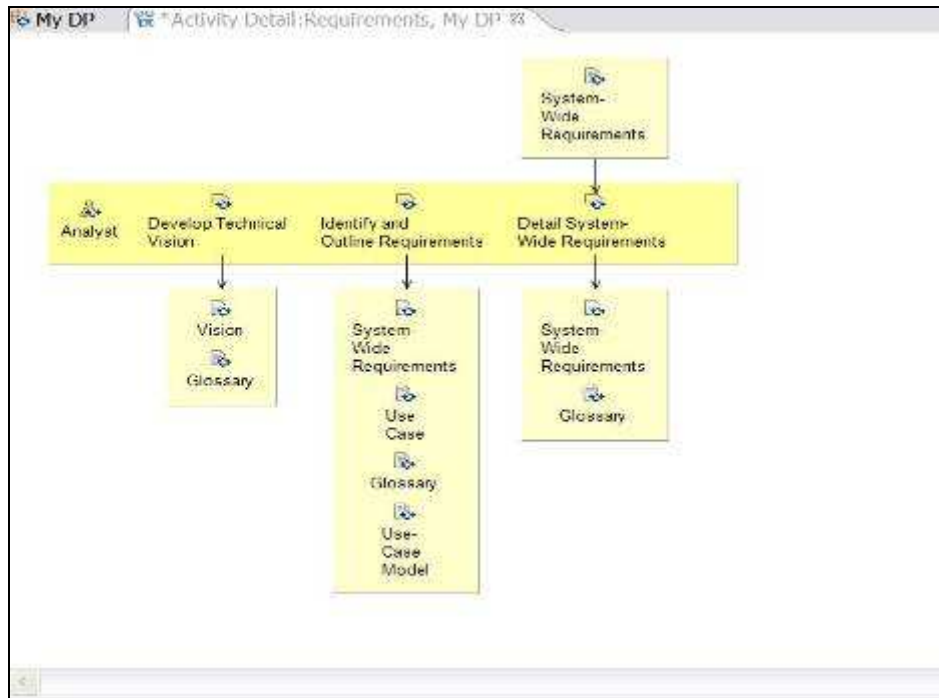 My DP
*Activity Detail:Requirements, My DP
System-
Wide
Requirements
Analyst
Develop Technical
Vision
Identify and
Outline Requirements
Detail System-
Wide Requirements
Vision
Glossary
System
Wide
Requirements
Use
Case
Glossary
Use-
Case
Model
System-
Wide
Requirements
Glossary